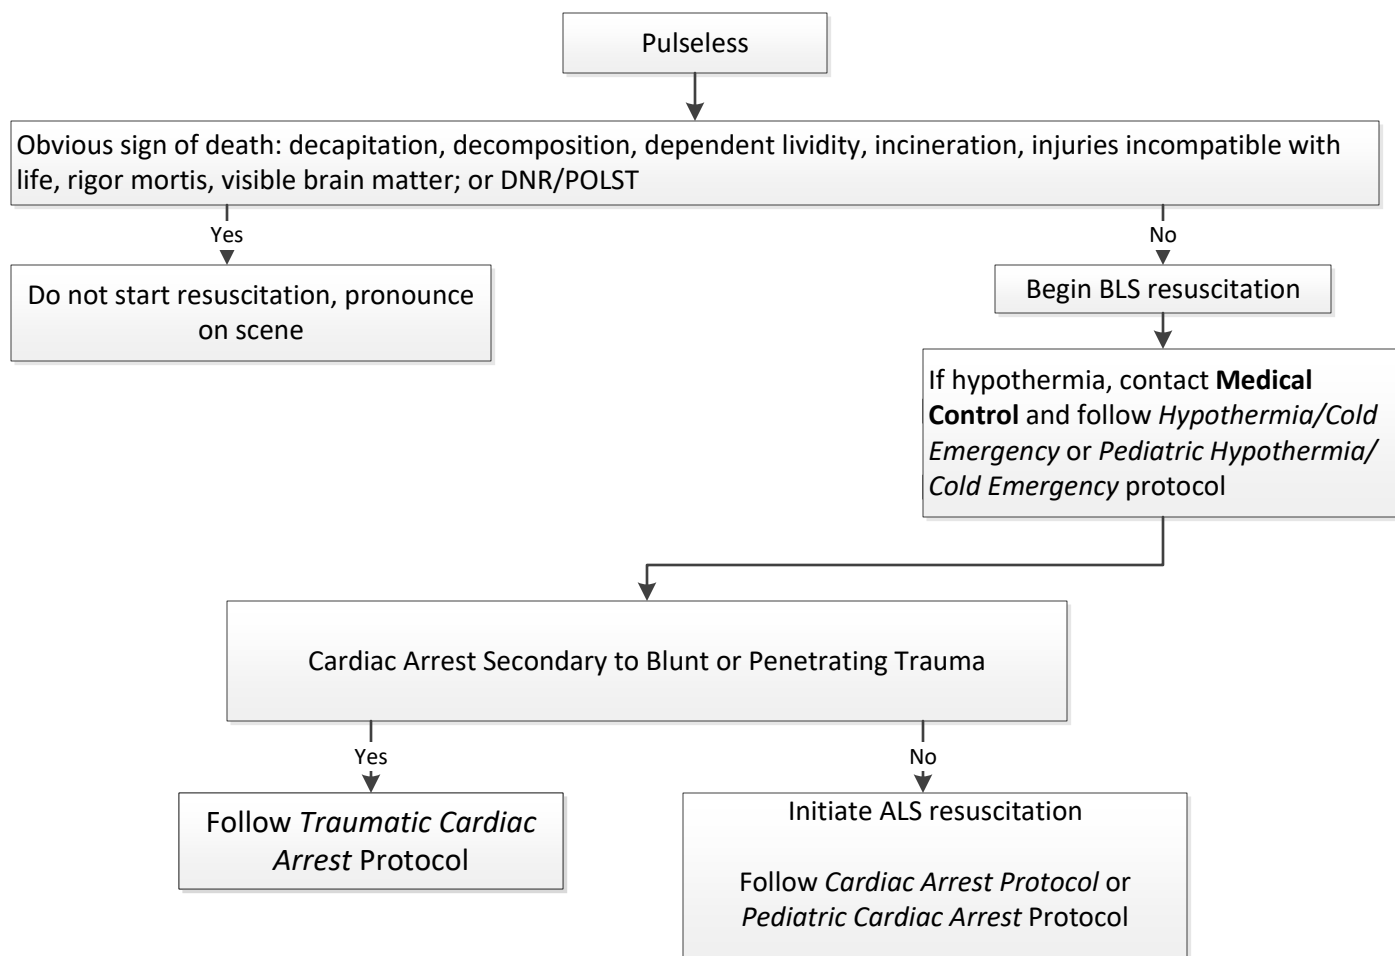 Pulseless
Obvious sign of death: decapitation, decomposition, dependent lividity, incineration, injuries incompatible with
life, rigor mortis, visible brain matter; or DNR/POLST
Yes
No
Do not start resuscitation, pronounce
on scene
Begin BLS resuscitation
If hypothermia, contact Medical
Control and follow Hypothermia/Cold
Emergency or Pediatric Hypothermia/
Cold Emergency protocol
Cardiac Arrest Secondary to Blunt or Penetrating Trauma
Yes
No
Follow Traumatic Cardiac
Arrest Protocol
Initiate ALS resuscitation
Follow Cardiac Arrest Protocol or
Pediatric Cardiac Arrest Protocol